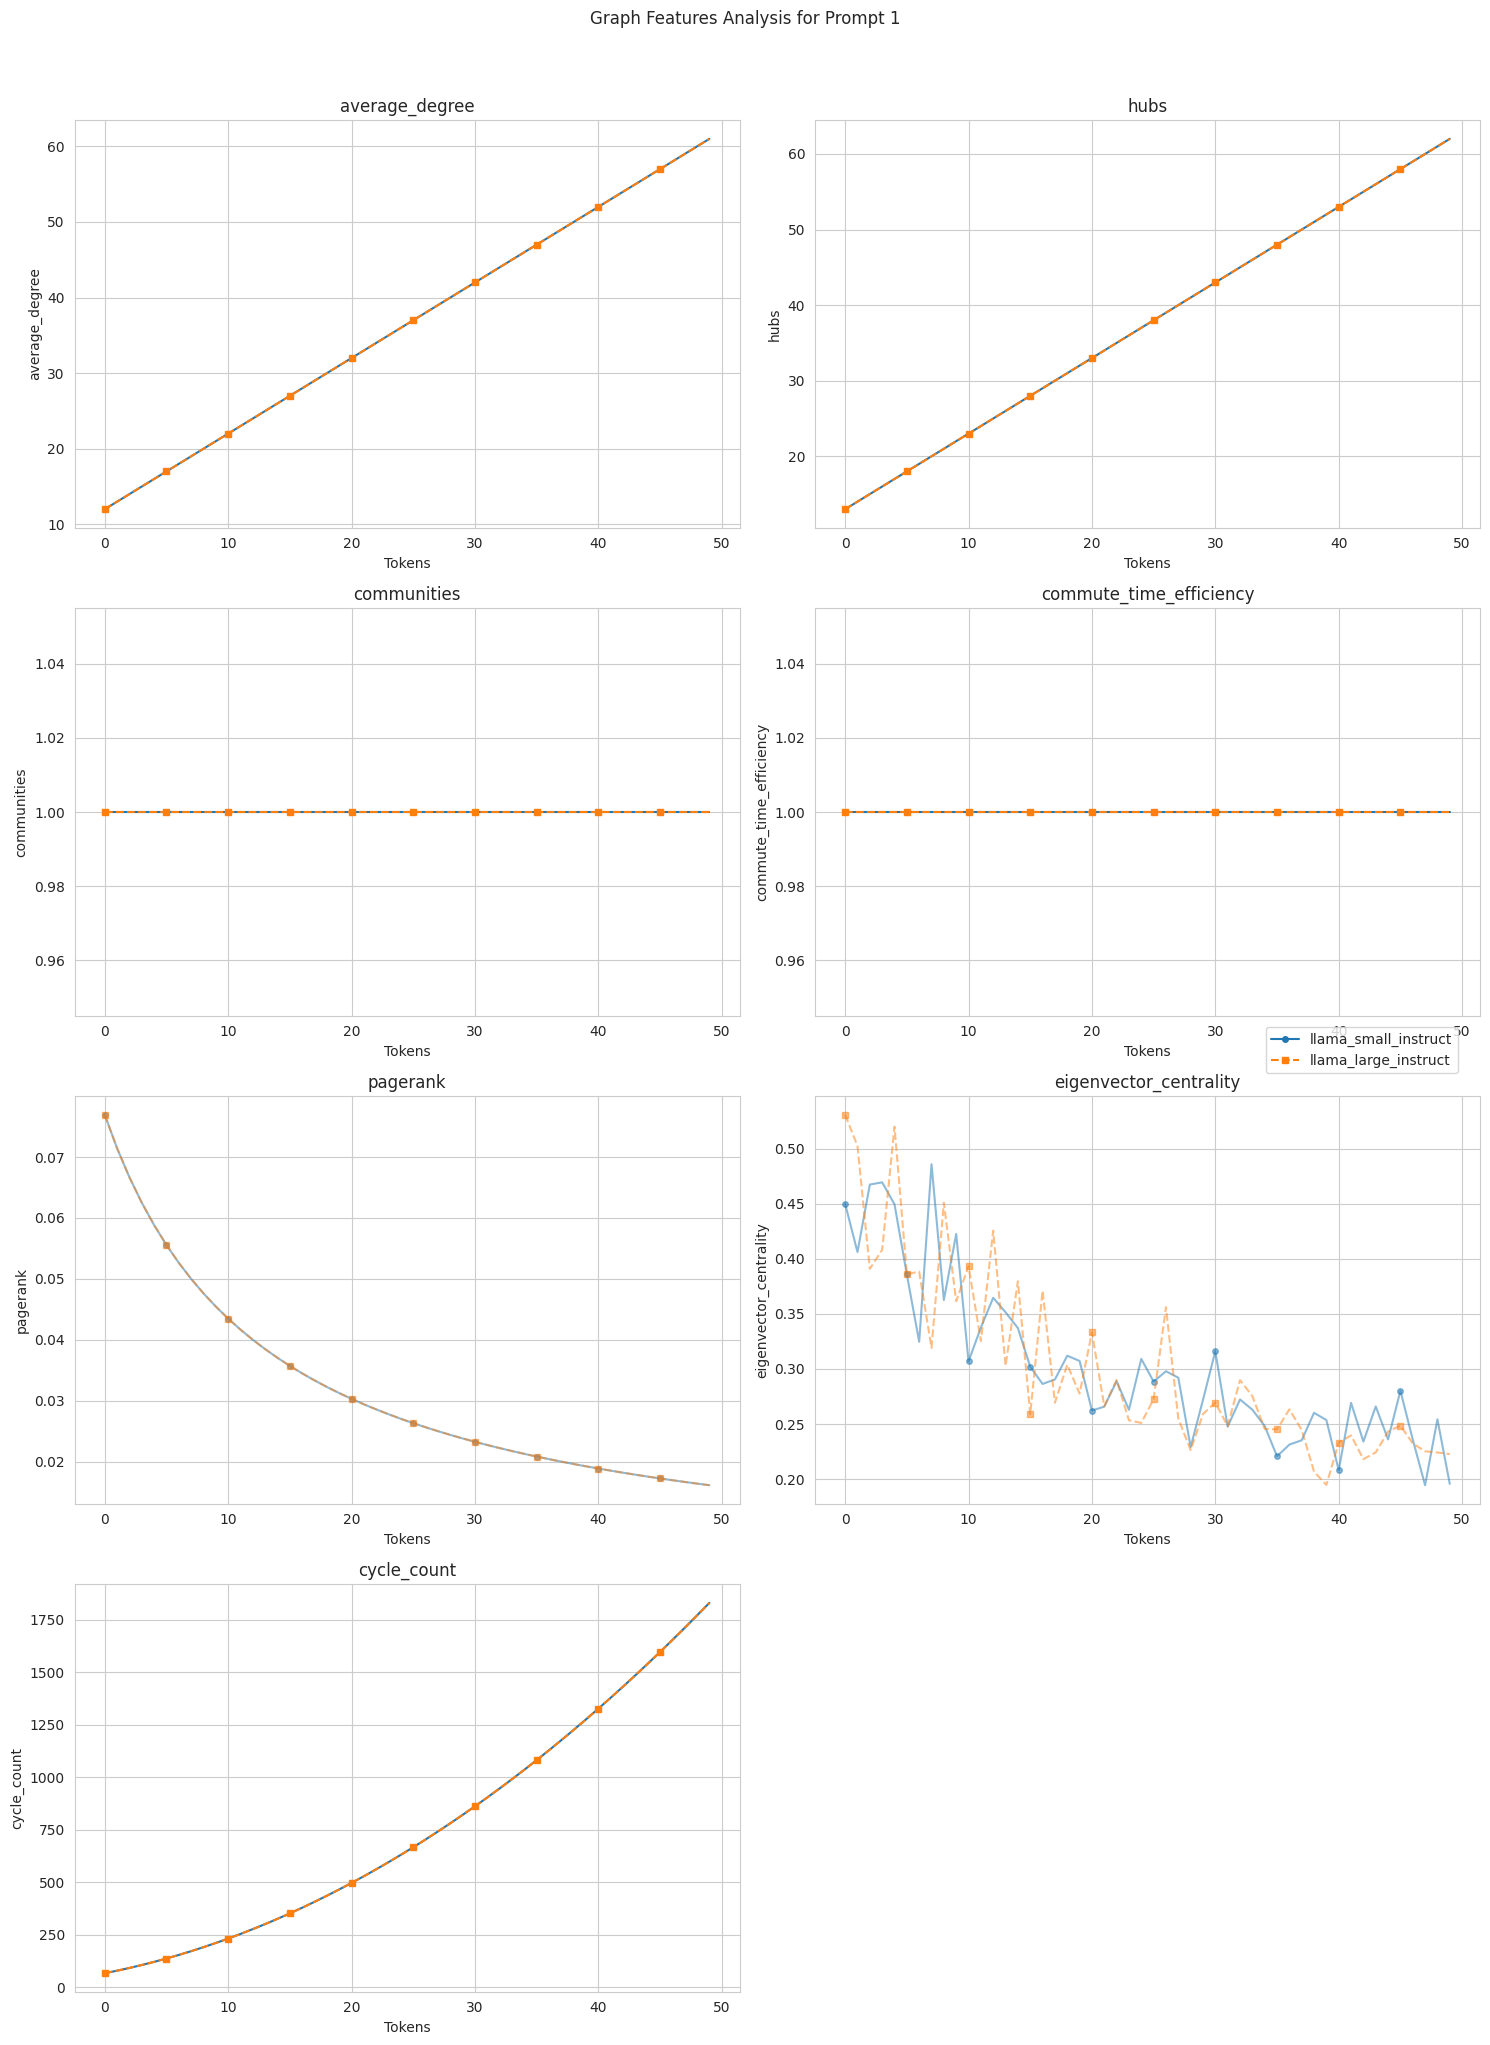 Graph Features Analysis for Prompt 1
average_degree
average_degree
60
50
40
30
20
10
0 10 20 30 40 50
Tokens
hubs
hubs
60
50
40
30
20
0 10 20 30 40 50
Tokens
communities
communities
1.04
1.02
1.00
0.98
0.96
0 10 20 30 40 50
Tokens
commute_time_efficiency
commute_time_efficiency
1.04
1.02
1.00
0.98
0.96
0 10 20 30 40 50
Tokens
llama_small_instruct
llama_large_instruct
pagerank
pagerank
0.07
0.06
0.05
0.04
0.03
0.02
0 10 20 30 40 50
Tokens
eigenvector_centrality
eigenvector_centrality
0.50
0.45
0.40
0.35
0.30
0.25
0.20
0 10 20 30 40 50
Tokens
cycle_count
cycle_count
1750
1500
1250
1000
750
500
250
0
0 10 20 30 40 50
Tokens